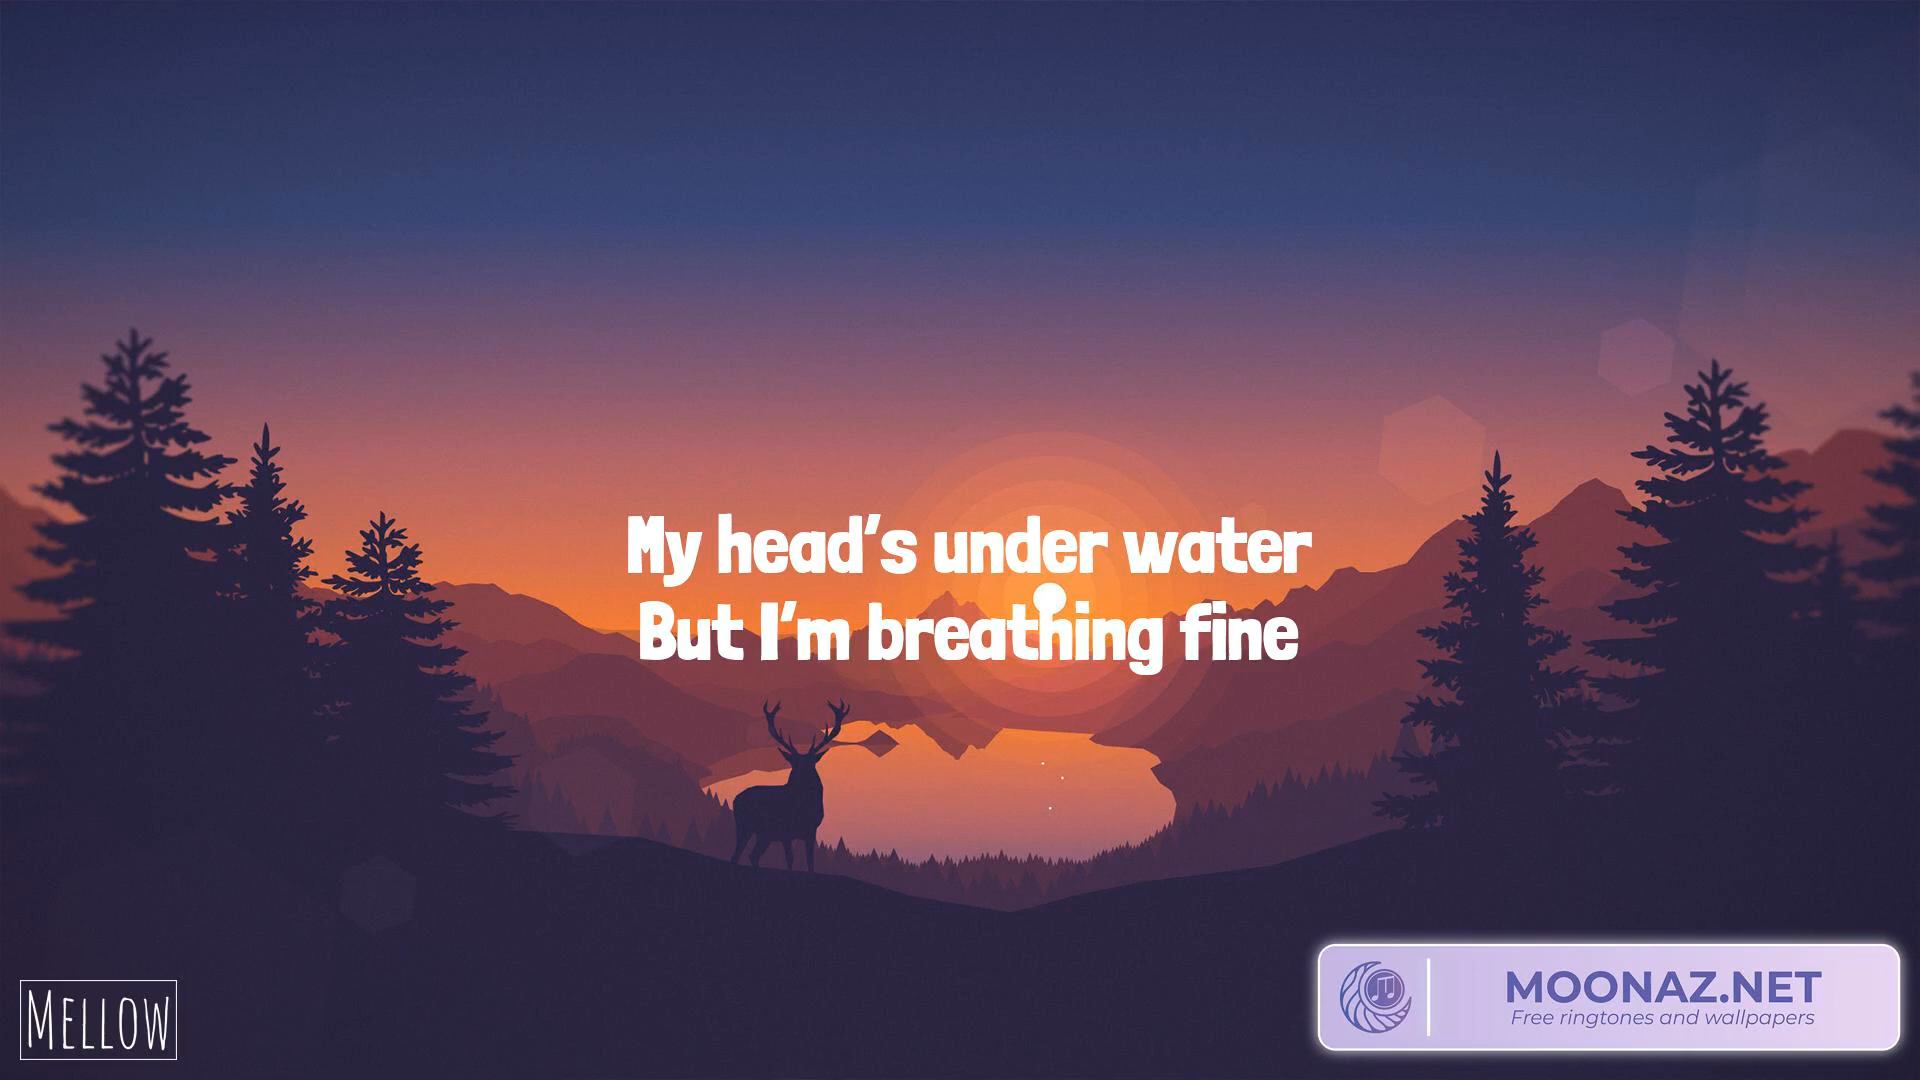 My head's under water
But I'm breathing fine
MELLOW
MOONAZ.NET
Free ringtones and wallpapers